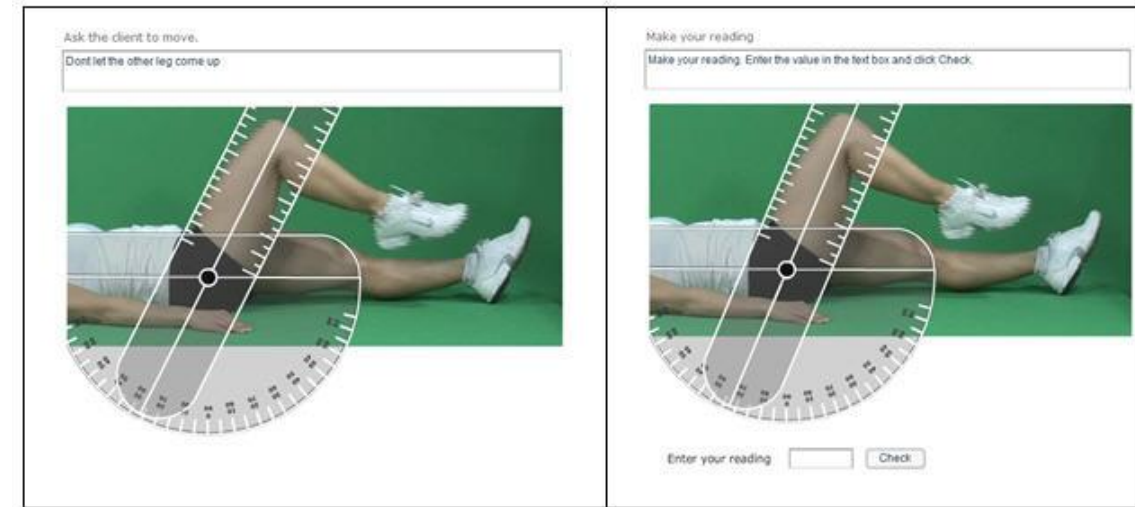 Ask the client to move.
Dont let the other leg come up
Make your reading
Make your reading. Enter the value in the text box and click Check.
Enter your reading
Check